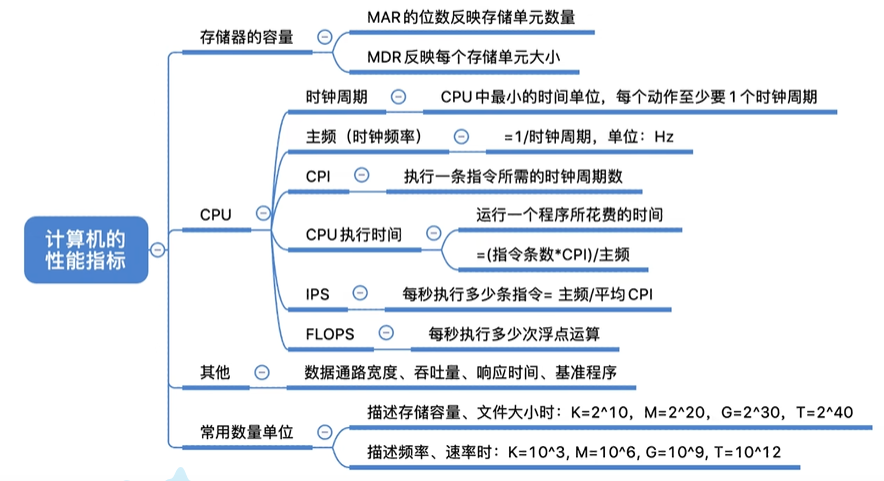 计算机的
性能指标
存储器的容量
MAR的位数反映存储单元数量
MDR反映每个存储单元大小
CPU
时钟周期
CPU中最小的时间单位，每个动作至少要1个时钟周期
主频（时钟频率）
=1/时钟周期，单位：Hz
CPI
执行一条指令所需的时钟周期数
CPU执行时间
运行一个程序所花费的时间
=(指令条数*CPI)/主频
IPS
每秒执行多少条指令= 主频/平均CPI
FLOPS
每秒执行多少次浮点运算
其他
数据通路宽度、吞吐量、响应时间、基准程序
常用数量单位
描述存储容量、文件大小时：K=2^10，M=2^20，G=2^30，T=2^40
描述频率、速率时：K=10^3, M=10^6, G=10^9, T=10^12